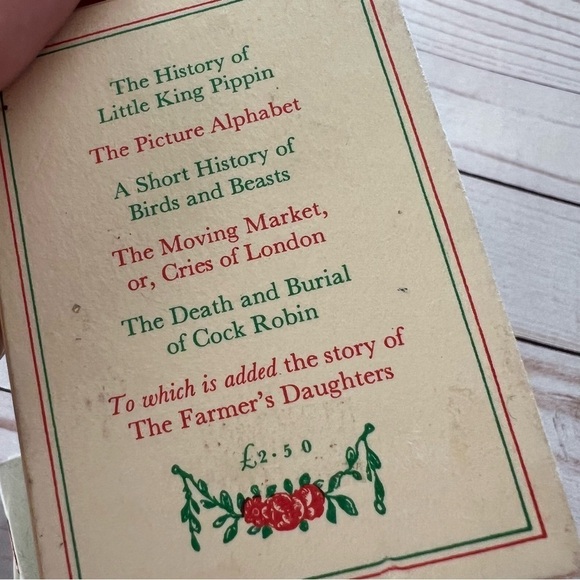 The History of
Little King Pippin
The Picture Alphabet
A Short History of
Birds and Beasts
The Moving Market,
or, Cries of London
The Death and Burial
of Cock Robin
To which is added the story of
The Farmer's Daughters
£2.50